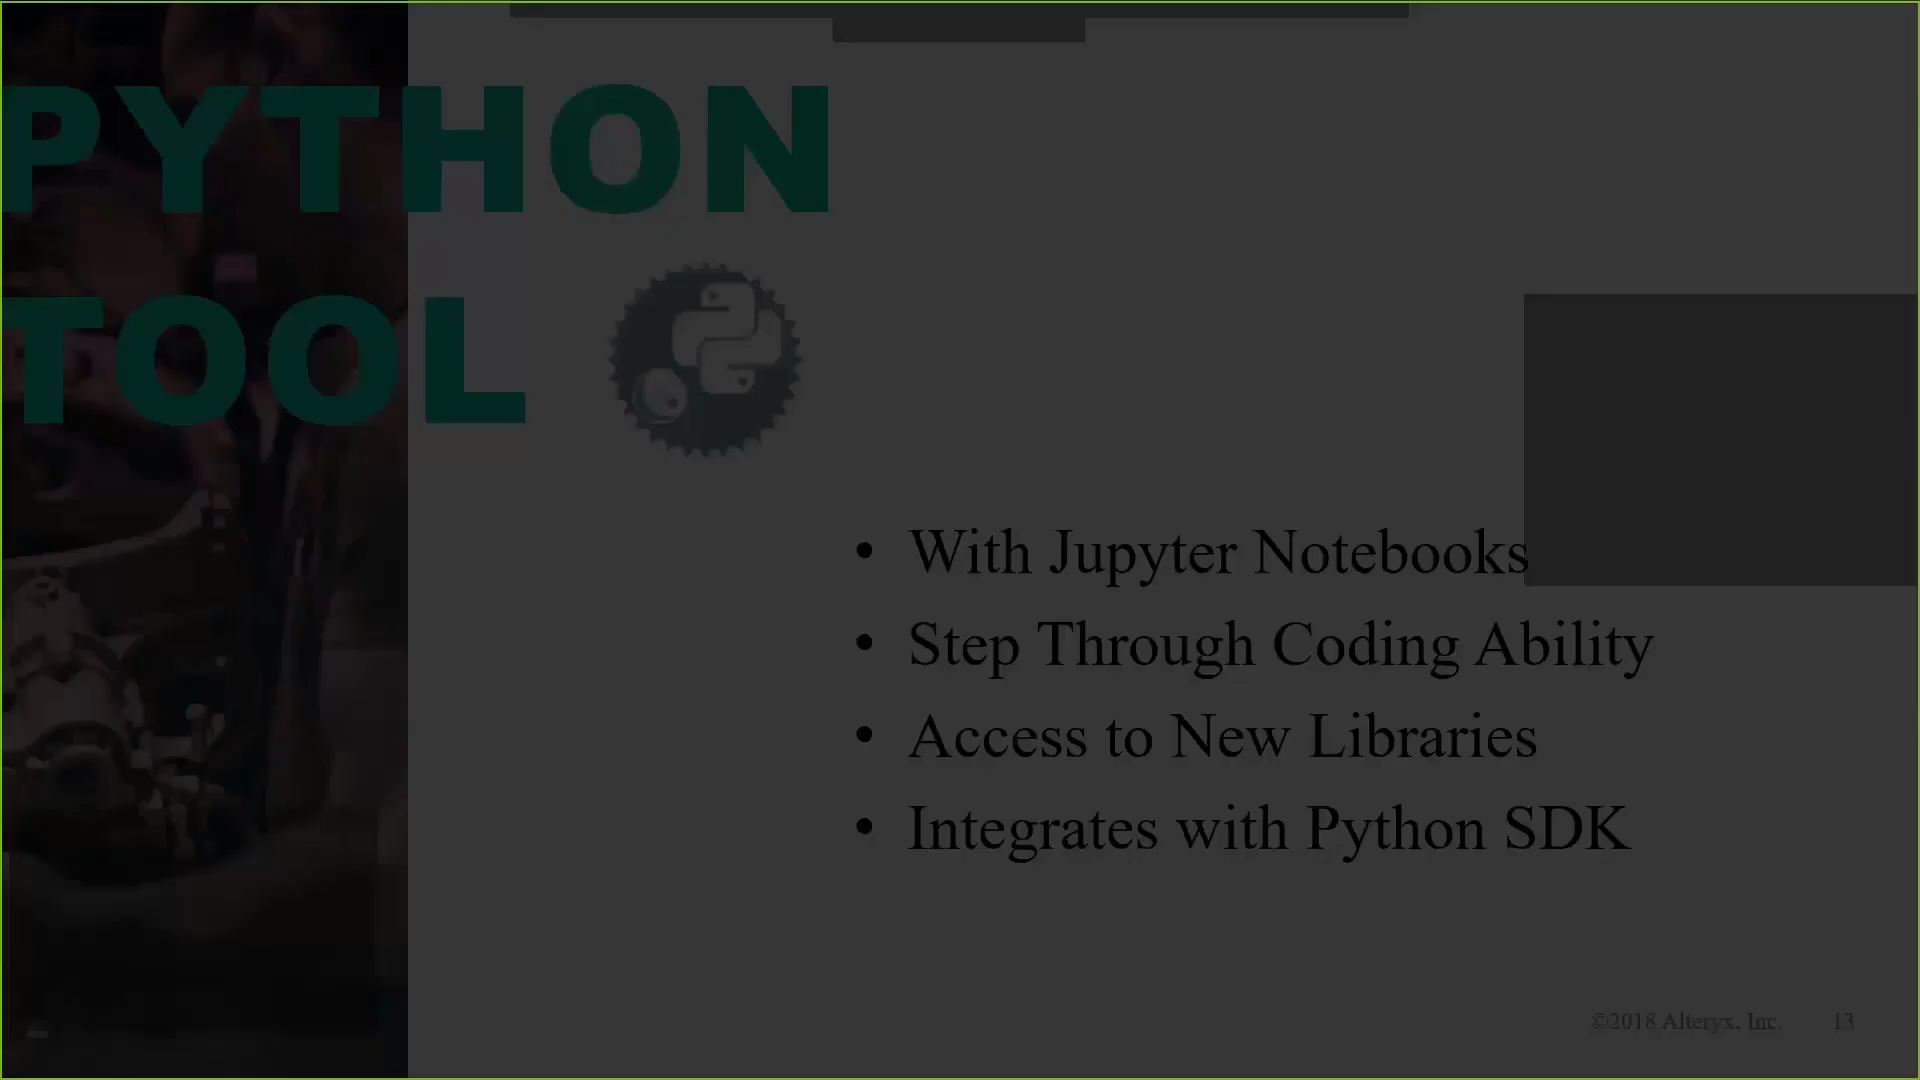 PYTHON
TOOL
• With Jupyter Notebooks
• Step Through Coding Ability
• Access to New Libraries
• Integrates with Python SDK
©2018 Alteryx, Inc. 13